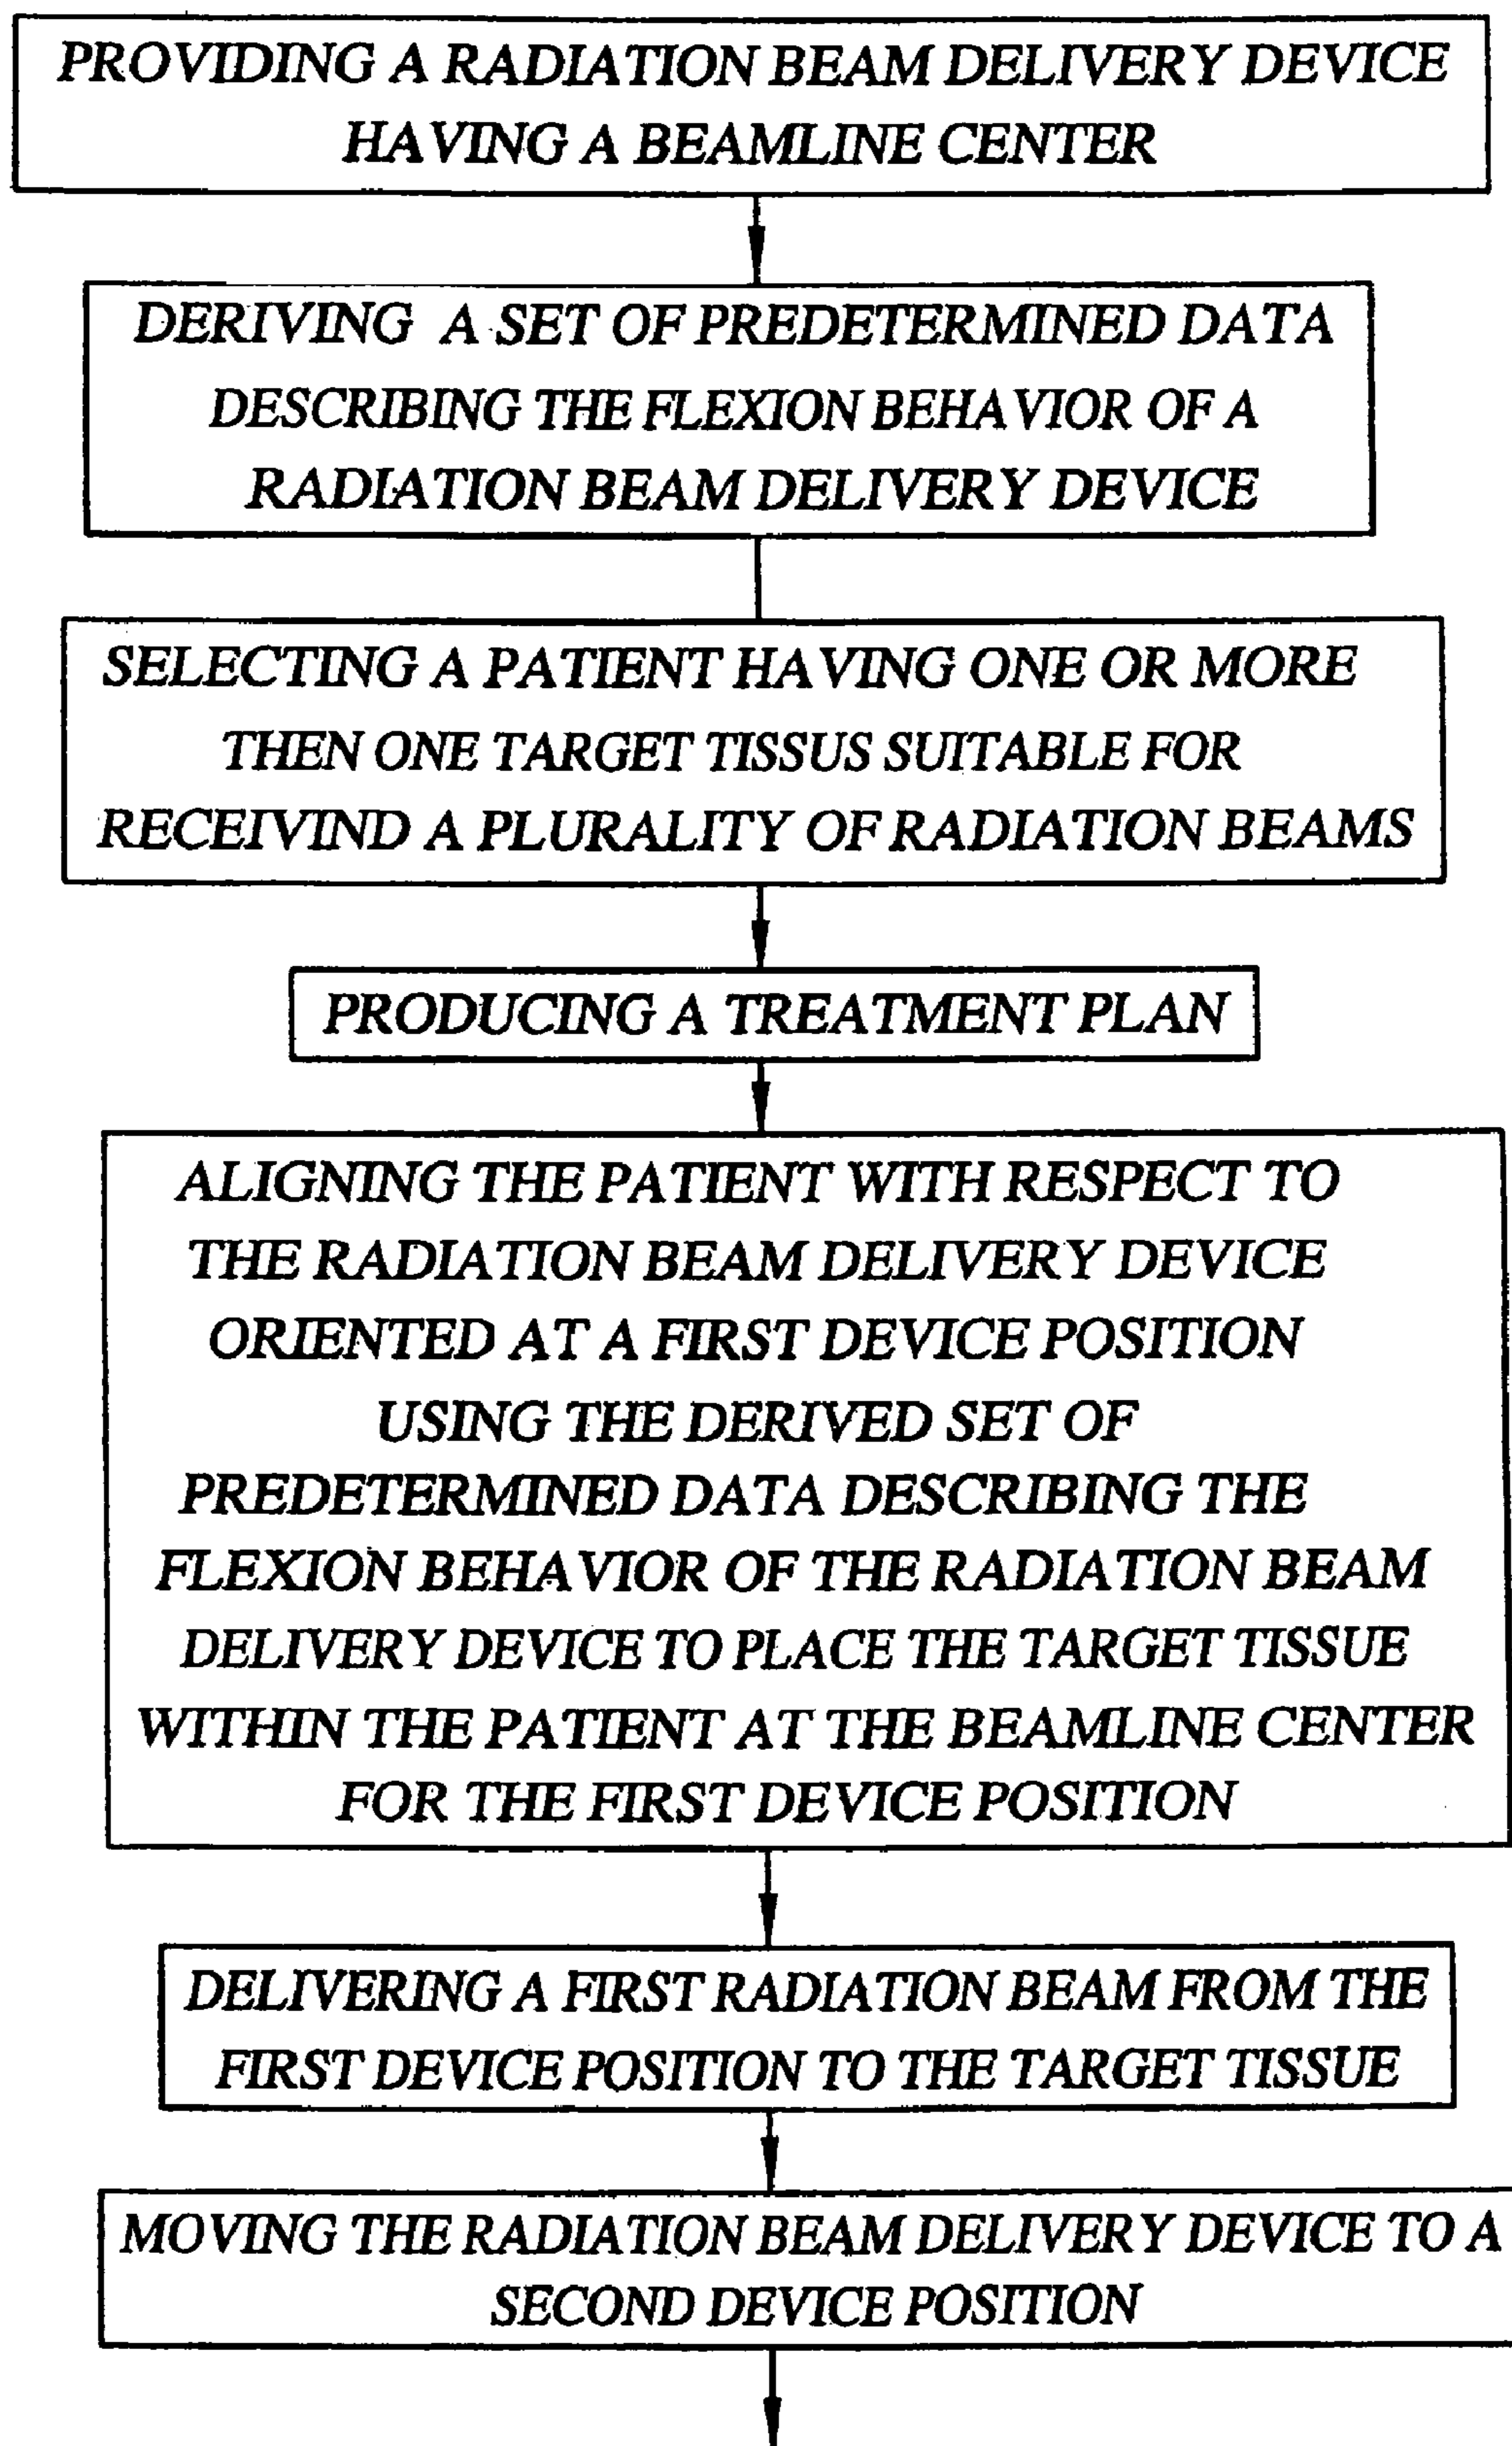 PROVIDING A RADIATION BEAM DELIVERY DEVICE
HAVING A BEAMLINE CENTER
DERIVING A SET OF PREDETERMINED DATA
DESCRIBING THE FLEXION BEHAVIOR OF A
RADIATION BEAM DELIVERY DEVICE
SELECTING A PATIENT HAVING ONE OR MORE
THEN ONE TARGET TISSUS SUITABLE FOR
RECEIVIND A PLURALITY OF RADIATION BEAMS
PRODUCING A TREATMENT PLAN
ALIGNING THE PATIENT WITH RESPECT TO
THE RADIATION BEAM DELIVERY DEVICE
ORIENTED AT A FIRST DEVICE POSITION
USING THE DERIVED SET OF
PREDETERMINED DATA DESCRIBING THE
FLEXION BEHAVIOR OF THE RADIATION BEAM
DELIVERY DEVICE TO PLACE THE TARGET TISSUE
WITHIN THE PATIENT AT THE BEAMLINE CENTER
FOR THE FIRST DEVICE POSITION
DELIVERING A FIRST RADIATION BEAM FROM THE
FIRST DEVICE POSITION TO THE TARGET TISSUE
MOVING THE RADIATION BEAM DELIVERY DEVICE TO A
SECOND DEVICE POSITION